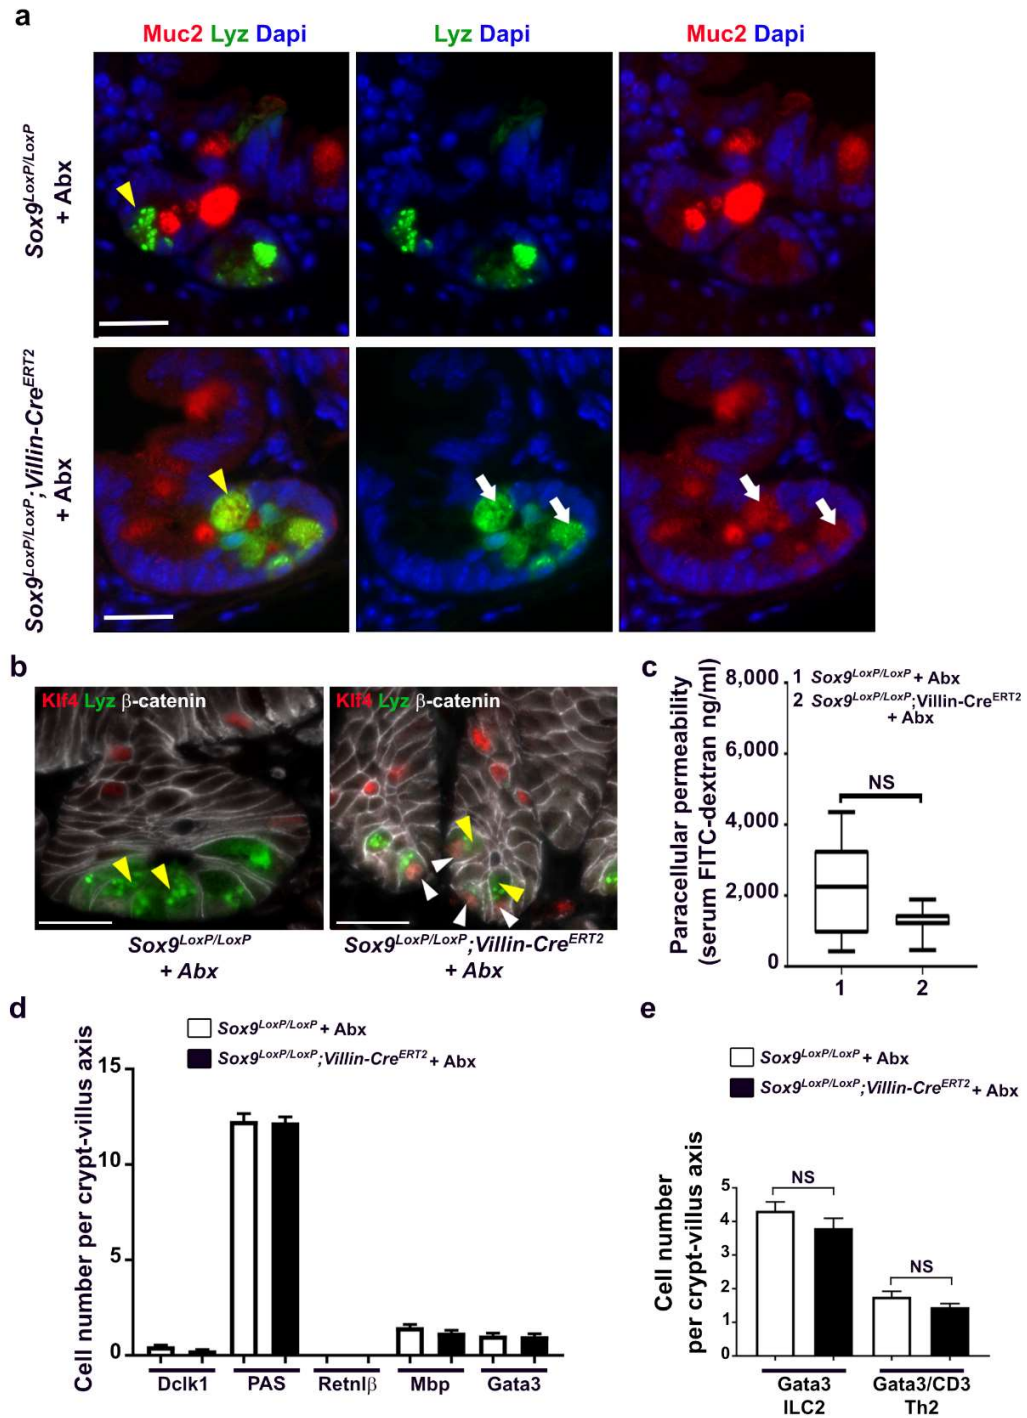 a
Muc2 Lyz Dapi
Lyz Dapi
Muc2 Dapi
Sox9LoxP/LoxP
+ Abx
Sox9LoxP/LoxP;Villin-CreERT2
+ Abx
b
Klf4 Lyz β-catenin
Klf4 Lyz β-catenin
Sox9LoxP/LoxP
+ Abx
Sox9LoxP/LoxP;Villin-CreERT2
+ Abx
c
1 Sox9LoxP/LoxP + Abx
2 Sox9LoxP/LoxP;Villin-CreERT2
+ Abx
Paracellular permeability
(serum FITC-dextran ng/ml)
8,000
6,000
4,000
2,000
0
NS
1 2
d
Sox9LoxP/LoxP + Abx
Sox9LoxP/LoxP;Villin-CreERT2 + Abx
Cell number per crypt-villus axis
15
10
5
0
Dclk1 PAS Retnlβ Mbp Gata3
e
Sox9LoxP/LoxP + Abx
Sox9LoxP/LoxP;Villin-CreERT2 + Abx
Cell number
per crypt-villus axis
5
4
3
2
1
0
NS
NS
Gata3 Gata3/CD3
ILC2 Th2